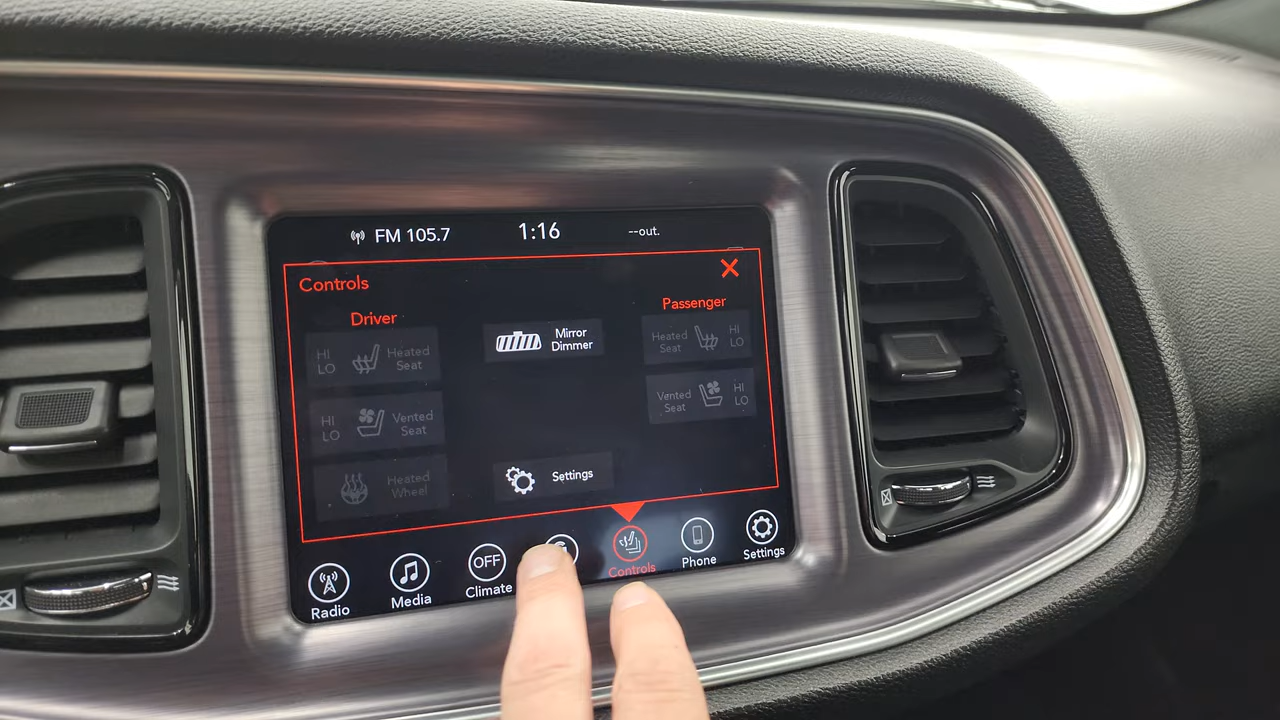 FM 105.7 1:16 --out.
Controls
Driver
Passenger
HI
LO
Heated
Seat
Mirror
Dimmer
Heated
Seat
HI
LO
HI
LO
Vented
Seat
Vented
Seat
HI
LO
Heated
Wheel
Settings
Radio
Media
OFF
Climate
Controls
Phone
Settings